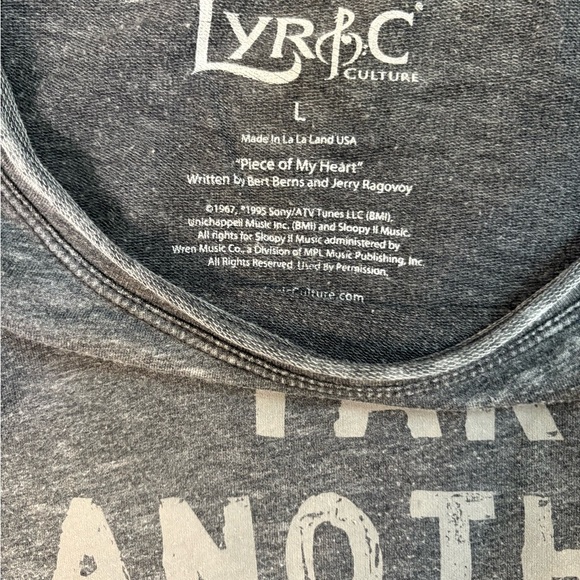 LYRIC®
CULTURE
L
Made In La La Land USA
"Piece of My Heart"
Written by Bert Berns and Jerry Ragovoy
©1967, *1995 Sony/ATV Tunes LLC (BMI),
Unichappell Music Inc. (BMI) and Sloopy II Music.
All rights for Sloopy II Music administered by
Wren Music Co., a Division of MPL Music Publishing, Inc.
All Rights Reserved. Used By Permission.
icCulture.com
TAK
ANOTH